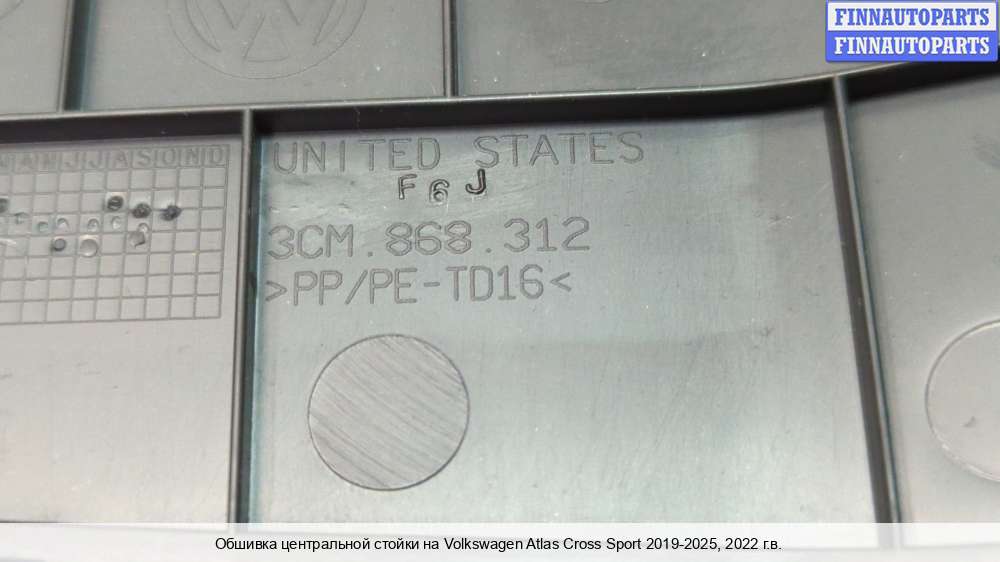 FINNAUTOPARTS
FINNAUTOPARTS
AMJJASOND
UNITED STATES
F6J
3CM.868.312
>PP/PE-TD16<
Обшивка центральной стойки на Volkswagen Atlas Cross Sport 2019-2025, 2022 г.в.